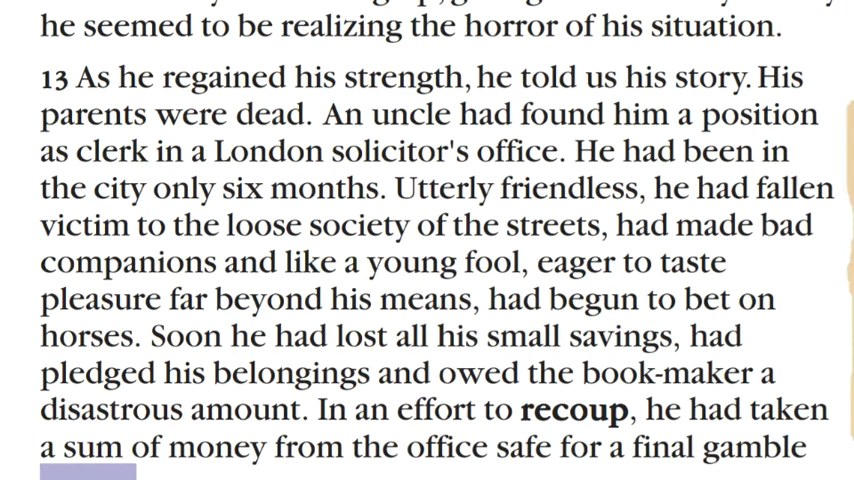 he seemed to be realizing the horror of his situation.
13 As he regained his strength, he told us his story. His
parents were dead. An uncle had found him a position
as clerk in a London solicitor's office. He had been in
the city only six months. Utterly friendless, he had fallen
victim to the loose society of the streets, had made bad
companions and like a young fool, eager to taste
pleasure far beyond his means, had begun to bet on
horses. Soon he had lost all his small savings, had
pledged his belongings and owed the book-maker a
disastrous amount. In an effort to recoup, he had taken
a sum of money from the office safe for a final gamble